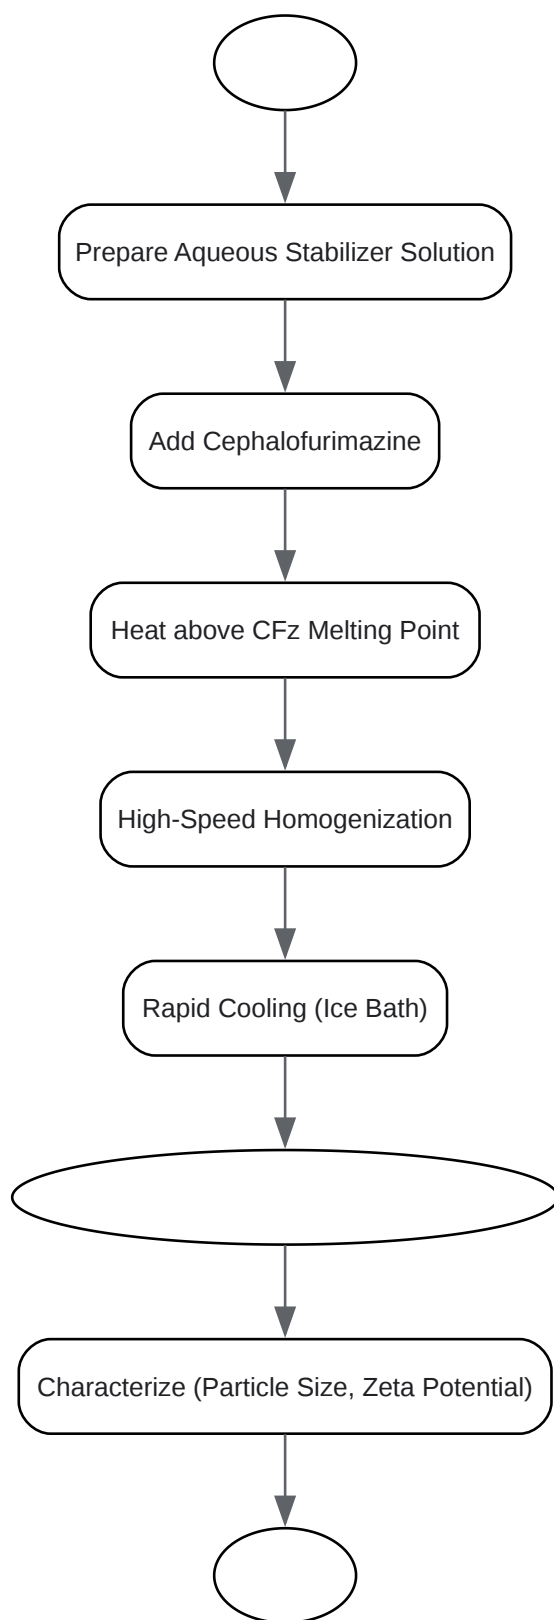 Prepare Aqueous Stabilizer Solution
Add Cephalofurimazine
Heat above CFz Melting Point
High-Speed Homogenization
Rapid Cooling (Ice Bath)
Characterize (Particle Size, Zeta Potential)